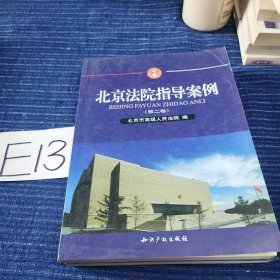 北京法院指导案例
BEIJING FAYUAN ZHIDAO ANLI
（第二卷）
北京市高级人民法院 编
E13
知识产权出版社